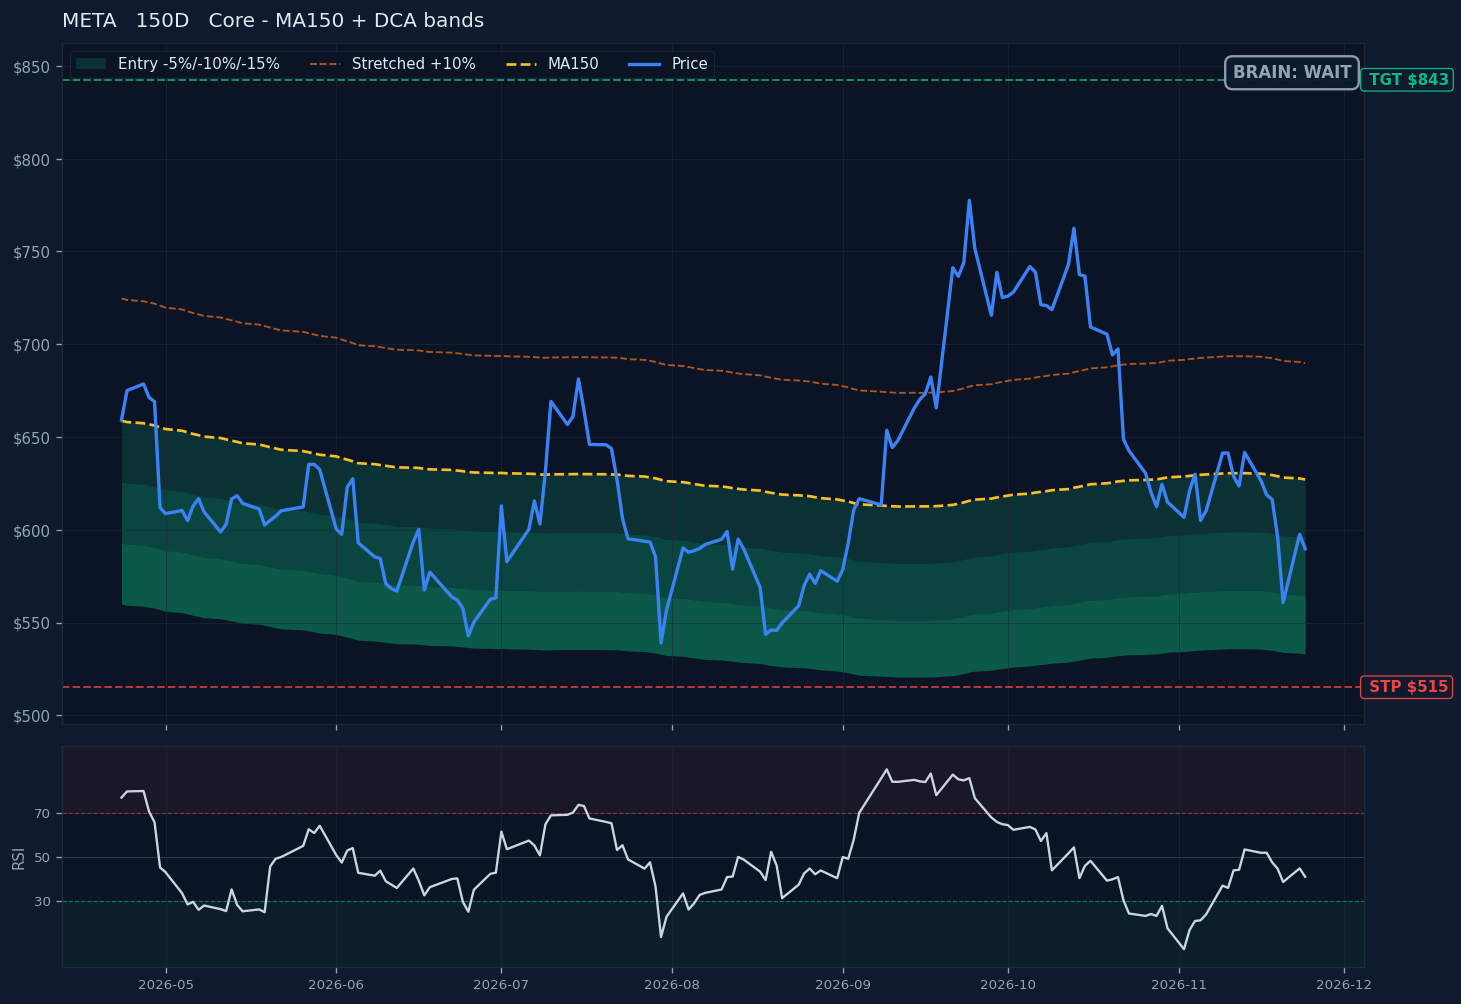 META   150D   Core - MA150 + DCA bands
Entry -5%/-10%/-15%
Stretched +10%
MA150
Price
BRAIN: WAIT
TGT $843
$850
$800
$750
$700
$650
$600
$550
$500
STP $515
RSI
70
50
30
2026-05
2026-06
2026-07
2026-08
2026-09
2026-10
2026-11
2026-12